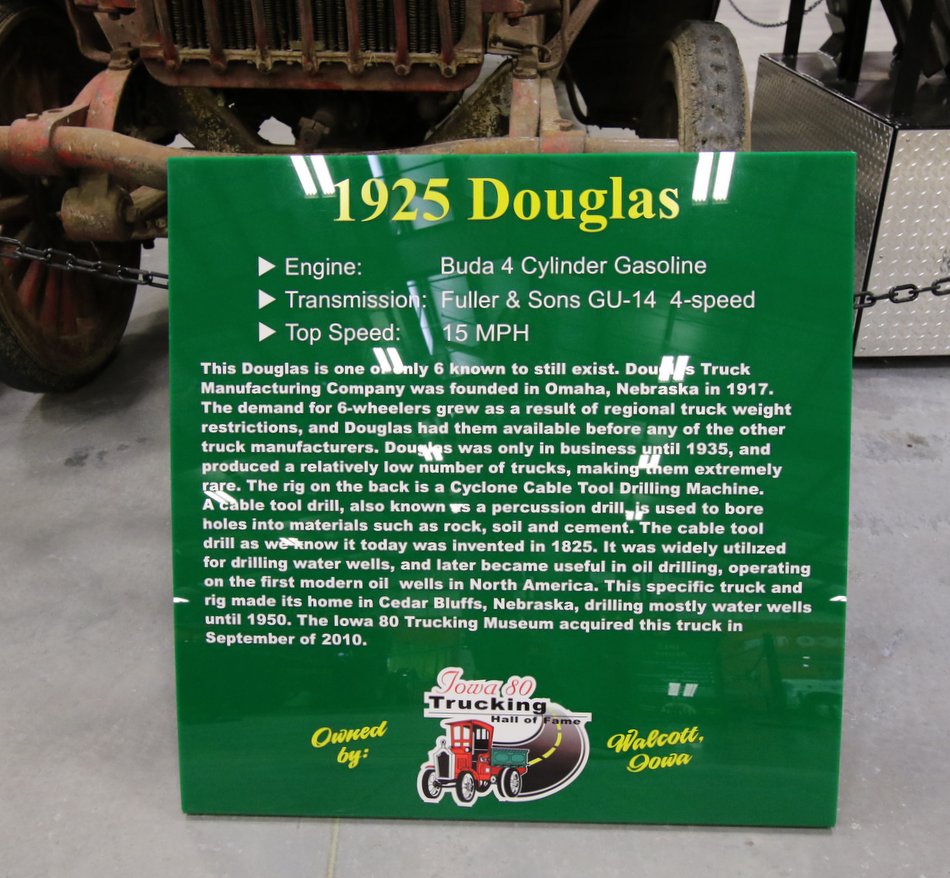 1925 Douglas
▶ Engine: Buda 4 Cylinder Gasoline
▶ Transmission: Fuller & Sons GU-14 4-speed
▶ Top Speed: 15 MPH
This Douglas is one of only 6 known to still exist. Douglas Truck
Manufacturing Company was founded in Omaha, Nebraska in 1917.
The demand for 6-wheelers grew as a result of regional truck weight
restrictions, and Douglas had them available before any of the other
truck manufacturers. Douglas was only in business until 1935, and
produced a relatively low number of trucks, making them extremely
rare. The rig on the back is a Cyclone Cable Tool Drilling Machine.
A cable tool drill, also known as a percussion drill, is used to bore
holes into materials such as rock, soil and cement. The cable tool
drill as we know it today was invented in 1825. It was widely utilized
for drilling water wells, and later became useful in oil drilling, operating
on the first modern oil wells in North America. This specific truck and
rig made its home in Cedar Bluffs, Nebraska, drilling mostly water wells
until 1950. The Iowa 80 Trucking Museum acquired this truck in
September of 2010.
Iowa 80
Trucking
Hall of Fame
Owned
by:
Walcott,
Iowa